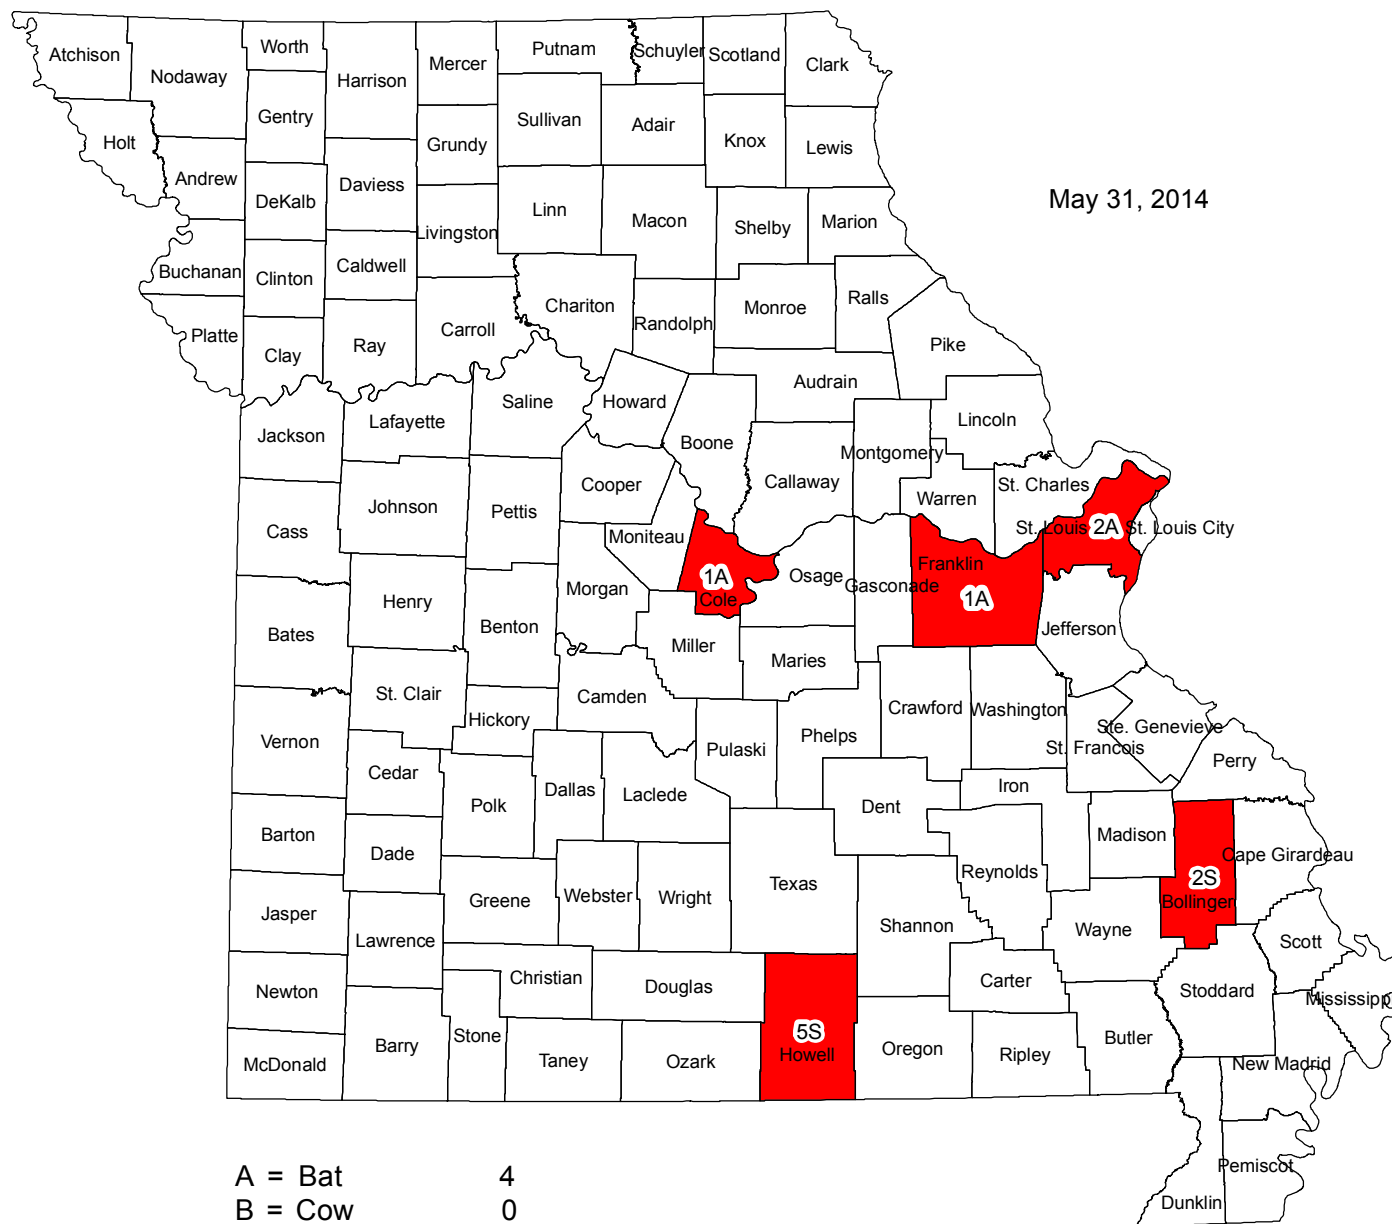 Atchison
Nodaway
Worth
Harrison
Mercer
Putnam
Schuyler
Scotland
Clark
Holt
Gentry
Sullivan
Adair
Knox
Lewis
Grundy
Andrew
DeKalb
Daviess
Linn
Macon
Shelby
Marion
May 31, 2014
Livingston
Buchanan
Clinton
Caldwell
Chariton
Randolph
Monroe
Ralls
Platte
Clay
Ray
Carroll
Pike
Audrain
Saline
Howard
Lincoln
Jackson
Lafayette
Boone
Montgomery
Callaway
Cooper
Warren
St. Charles
Johnson
Pettis
Cass
Moniteau
St. Louis
2A
St. Louis City
Franklin
1A
Cole
Osage
Gasconade
1A
Morgan
Henry
Benton
Bates
Miller
Maries
Jefferson
St. Clair
Camden
Hickory
Crawford
Washington
Ste. Genevieve
St. Francois
Vernon
Pulaski
Phelps
Perry
Cedar
Polk
Dallas
Laclede
Dent
Iron
Barton
Dade
Madison
Cape Girardeau
Texas
Reynolds
2S
Bollinger
Jasper
Greene
Webster
Wright
Shannon
Wayne
Lawrence
Scott
Christian
Douglas
Carter
Stoddard
Newton
Mississippi
5S
Howell
Barry
Stone
Taney
Ozark
Oregon
Ripley
Butler
McDonald
New Madrid
Pemiscot
Dunklin
A = Bat 4
B = Cow 0